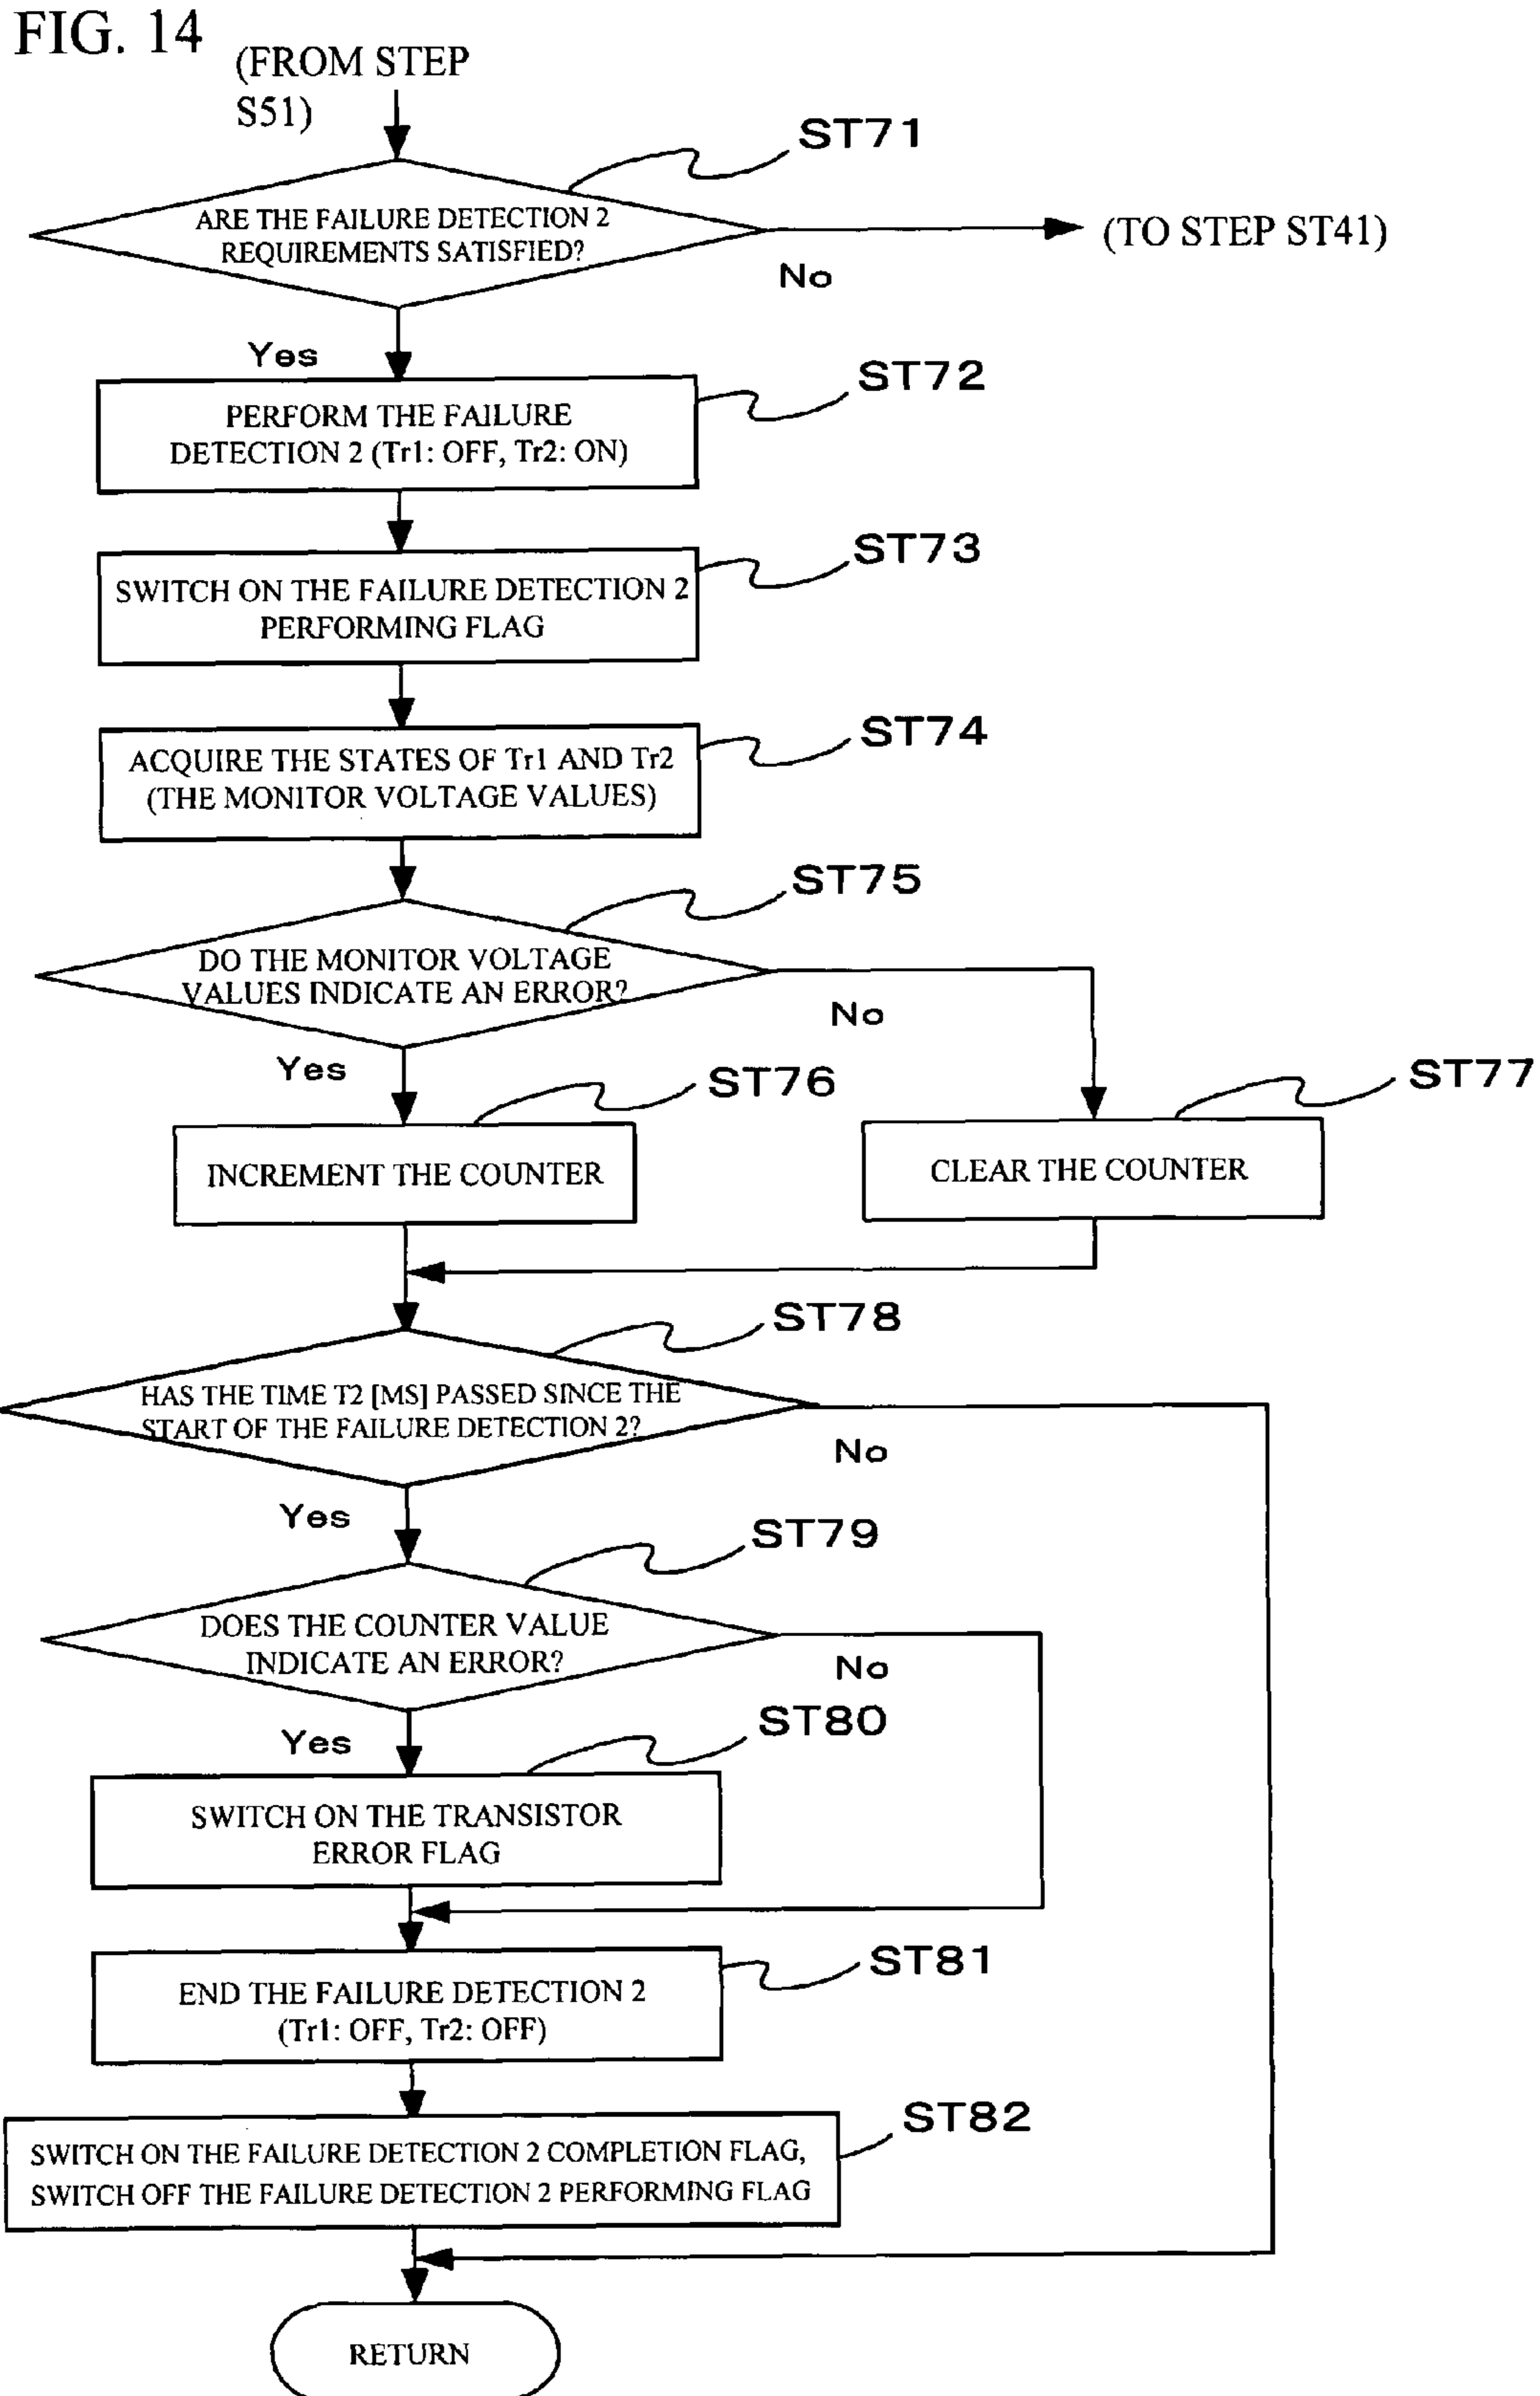 FIG. 14
(FROM STEP
S51)
ST71
ARE THE FAILURE DETECTION 2
REQUIREMENTS SATISFIED?
(TO STEP ST41)
No
Yes
ST72
PERFORM THE FAILURE
DETECTION 2 (Tr1: OFF, Tr2: ON)
ST73
SWITCH ON THE FAILURE DETECTION 2
PERFORMING FLAG
ST74
ACQUIRE THE STATES OF Tr1 AND Tr2
(THE MONITOR VOLTAGE VALUES)
ST75
DO THE MONITOR VOLTAGE
VALUES INDICATE AN ERROR?
No
Yes
ST76
ST77
INCREMENT THE COUNTER
CLEAR THE COUNTER
ST78
HAS THE TIME T2 [MS] PASSED SINCE THE
START OF THE FAILURE DETECTION 2?
No
Yes
ST79
DOES THE COUNTER VALUE
INDICATE AN ERROR?
No
Yes
ST80
SWITCH ON THE TRANSISTOR
ERROR FLAG
ST81
END THE FAILURE DETECTION 2
(Tr1: OFF, Tr2: OFF)
ST82
SWITCH ON THE FAILURE DETECTION 2 COMPLETION FLAG,
SWITCH OFF THE FAILURE DETECTION 2 PERFORMING FLAG
RETURN